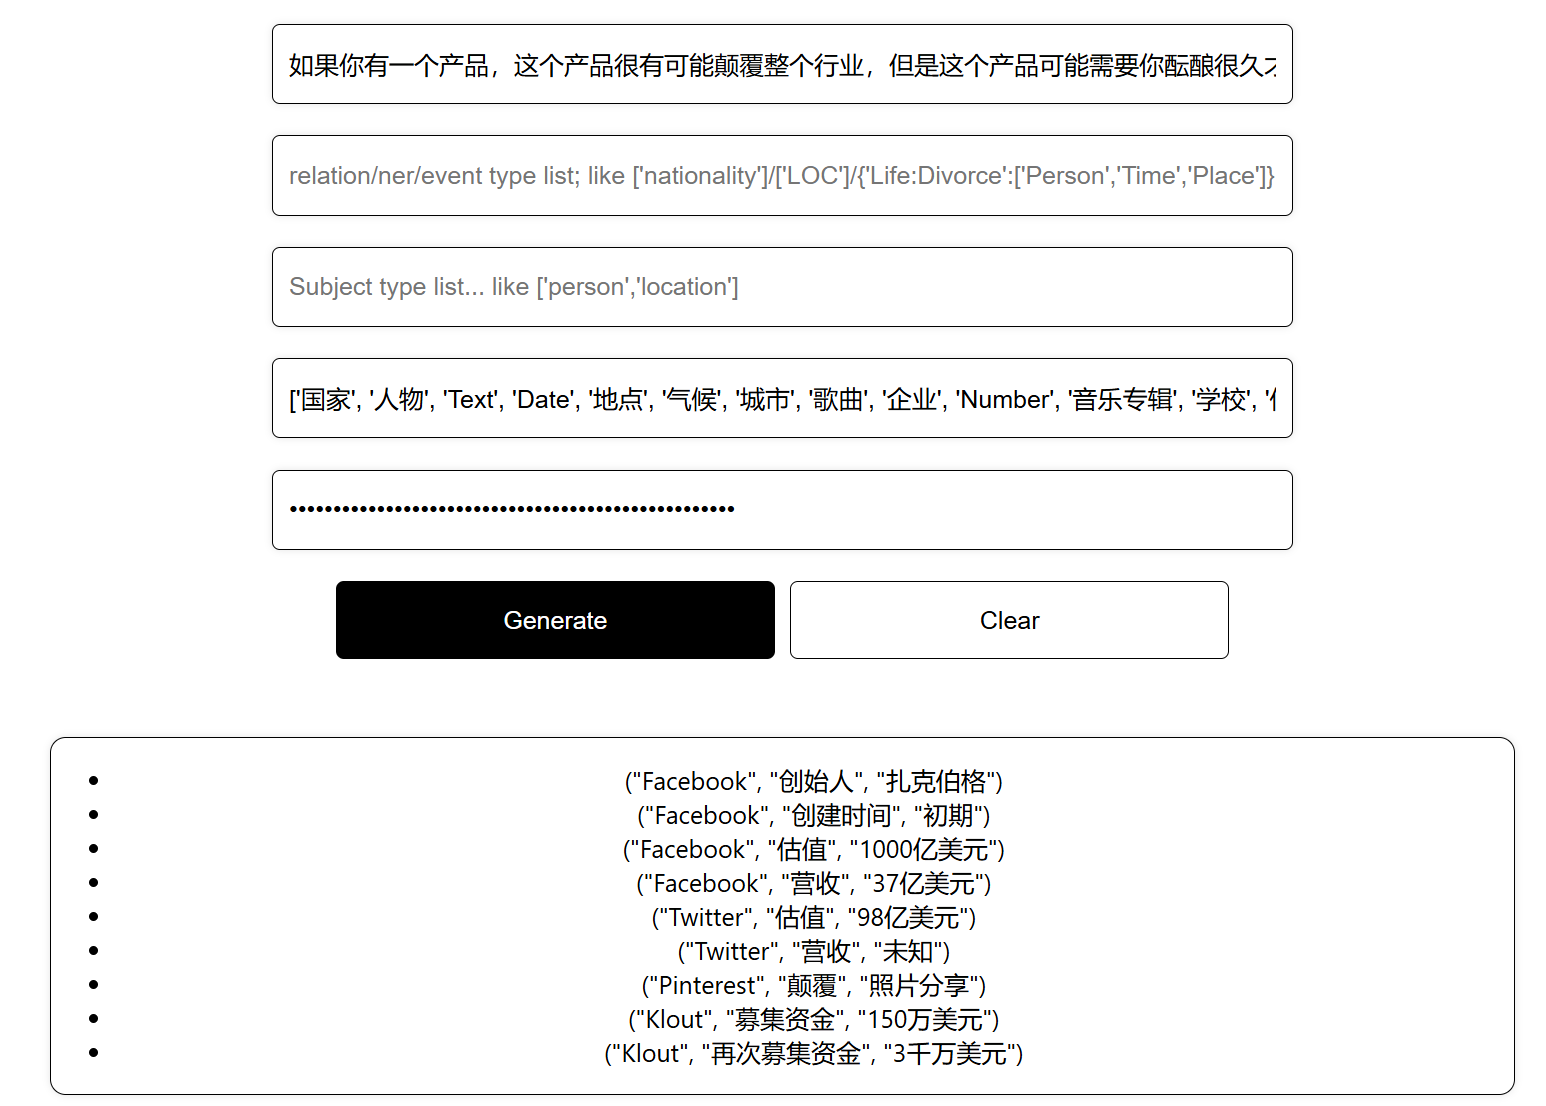 如果你有一个产品，这个产品很有可能颠覆整个行业，但是这个产品可能需要你酝酿很久
relation/ner/event type list; like ['nationality']/['LOC']/{'Life:Divorce':['Person','Time','Place']}
Subject type list... like ['person','location']
['国家', '人物', 'Text', 'Date', '地点', '气候', '城市', '歌曲', '企业', 'Number', '音乐专辑', '学校', '
Generate
Clear
("Facebook", "创始人", "扎克伯格")
("Facebook", "创建时间", "初期")
("Facebook", "估值", "1000亿美元")
("Facebook", "营收", "37亿美元")
("Twitter", "估值", "98亿美元")
("Twitter", "营收", "未知")
("Pinterest", "颠覆", "照片分享")
("Klout", "募集资金", "150万美元")
("Klout", "再次募集资金", "3千万美元")